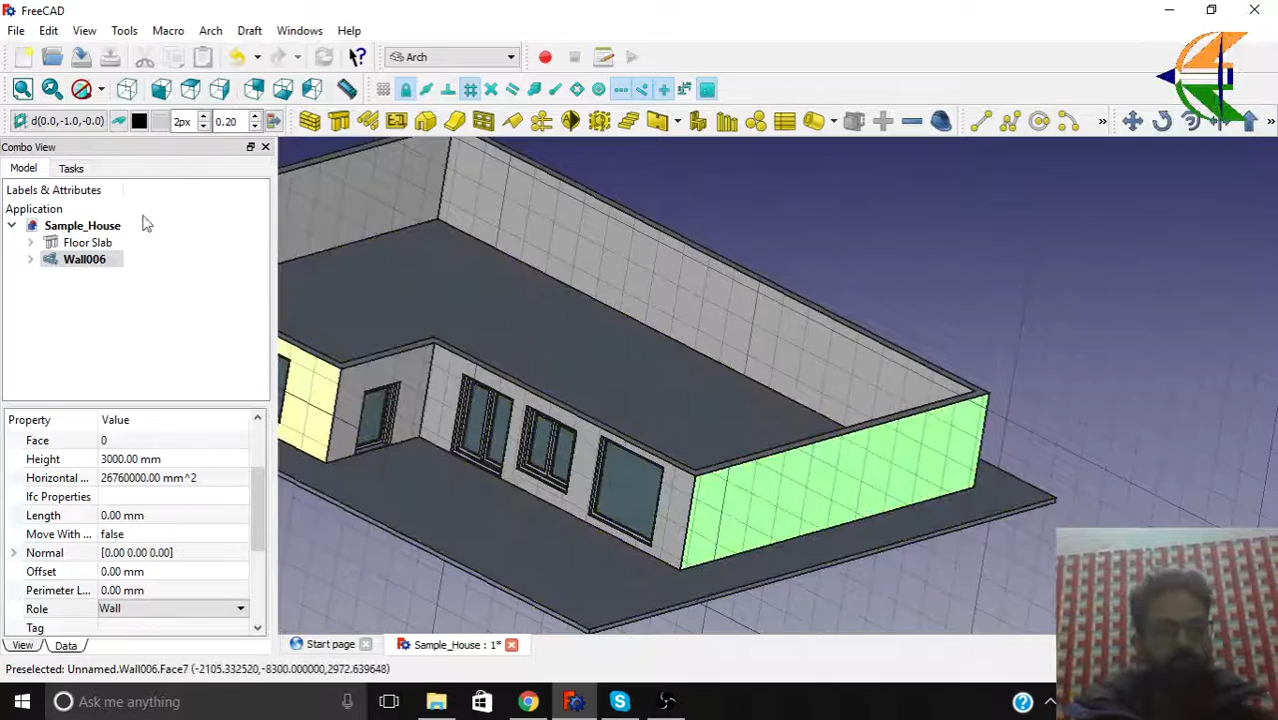 FreeCAD
File Edit View Tools Macro Arch Draft Windows Help
Arch
d(0.0,-1.0,-0.0) 2px 0.20 » »
Combo View
Model Tasks
Labels & Attributes
Application
Sample_House
Floor Slab
Wall006
Property Value
Face 0
Height 3000.00 mm
Horizontal ... 26760000.00 mm^2
Ifc Properties
Length 0.00 mm
Move With ... false
Normal [0.00 0.00 0.00]
Offset 0.00 mm
Perimeter L... 0.00 mm
Role Wall
Tag
View Data
Start page Sample_House : 1*
Preselected: Unnamed.Wall006.Face7 (-2105.332520,-8300.000000,2972.639648)
Ask me anything